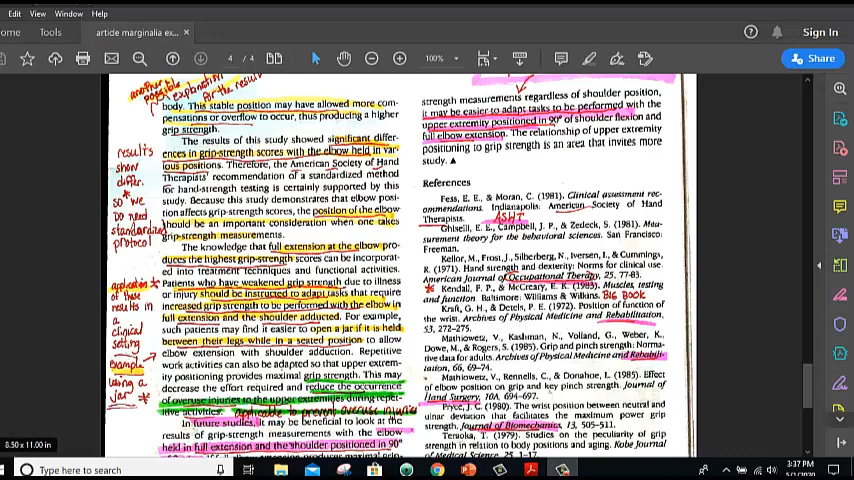 Edit View Window Help
ome
Tools
article marginalia ex...
Sign In
4 / 4
100%
Share
another
possible
explanation
for the results
body. This stable position may have allowed more com-
pensations or overflow to occur, thus producing a higher
grip strength.
The results of this study showed significant differ-
ences in grip-strength scores with the elbow held in var-
ious positions. Therefore, the American Society of Hand
Therapists' recommendation of a standardized method
for hand-strength testing is certainly supported by this
study. Because this study demonstrates that elbow posi-
tion affects grip-strength scores, the position of the elbow
should be an important consideration when one takes
grip-strength measurements.
The knowledge that full extension at the elbow pro-
duces the highest grip-strength scores can be incorporat-
ed into treatment techniques and functional activities.
patients who have weakened grip strength due to illness
or injury should be instructed to adapt tasks that require
increased grip strength to be performed with the elbow in
full extension and the shoulder adducted. For example,
such patients may find it easier to open a jar if it is held
between their legs while in a seated position to allow
elbow extension with shoulder adduction. Repetitive
work activities can also be adapted so that upper extrem-
ity positioning provides maximal grip strength. This may
decrease the effort required and reduce the occurrence
of overuse injuries to the upper extremities during repe-
titive activities. applicable to prevent overuse injuries
In future studies, it may be beneficial to look at the
results of grip-strength measurements with the elbow
held in full extension and the shoulder positioned in 90°
results
show
differ.
so *we
DO need
standardized
protocol
application *
of these
results in
a
clinical
setting
example
using a
jar *
strength measurements regardless of shoulder position,
it may be easier to adapt tasks to be performed with the
upper extremity positioned in 90° of shoulder flexion and
full elbow extension. The relationship of upper extremity
positioning to grip strength is an area that invites more
study. ▲
References
Fess, E. E., & Moran, C. (1981). Clinical assessment rec-
ommendations. Indianapolis: American Society of Hand
Therapists. ASHT
Ghiselli, E. E., Campbell, J. P., & Zedeck, S. (1981). Mea-
surement theory for the behavioral sciences. San Francisco:
Freeman.
Kellor, M., Frost, J., Silberberg, N., Iversen, I., & Cummings,
R. (1971). Hand strength and dexterity: Norms for clinical use.
American Journal of Occupational Therapy, 25, 77-83.
* Kendall, F. P., & McCreary, E. K. (1983). Muscles, testing
and function. Baltimore: Williams & Wilkins. BIG BOOK
Kraft, G. H., & Detels, P. E. (1972). Position of function of
the wrist. Archives of Physical Medicine and Rehabilitation,
53, 272-275.
Mathiowetz, V., Kashman, N., Volland, G., Weber, K.,
Dowe, M., & Rogers, S. (1985). Grip and pinch strength: Norm-
ative data for adults. Archives of Physical Medicine and Rehabili-
tation, 66, 69-74.
Mathiowetz, V., Rennells, C., & Donahoe, L. (1985). Effect
of elbow position on grip and key pinch strength. Journal of
Hand Surgery, 10A, 694-697.
Pryce, J. C. (1980). The wrist position between neutral and
ulnar deviation that facilitates the maximum power grip
strength. Journal of Biomechanics, 13, 505-511.
Teraoka, T. (1979). Studies on the peculiarity of grip
strength in relation to body positions and aging. Kobe Journal
of Medical Science, 25, 1-17.
8.50 x 11.00 in
Type here to search
3:37 PM
5/1/2020